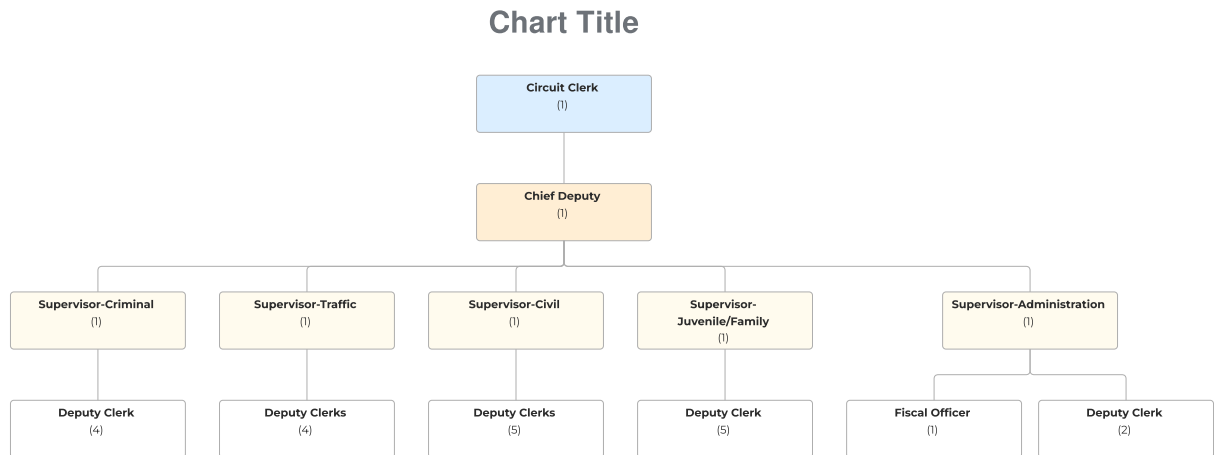 Chart Title
Circuit Clerk
(1)
Chief Deputy
(1)
Supervisor-Criminal
(1)
Supervisor-Traffic
(1)
Supervisor-Civil
(1)
Supervisor-
Juvenile/Family
(1)
Supervisor-Administration
(1)
Deputy Clerk
(4)
Deputy Clerks
(4)
Deputy Clerks
(5)
Deputy Clerk
(5)
Fiscal Officer
(1)
Deputy Clerk
(2)